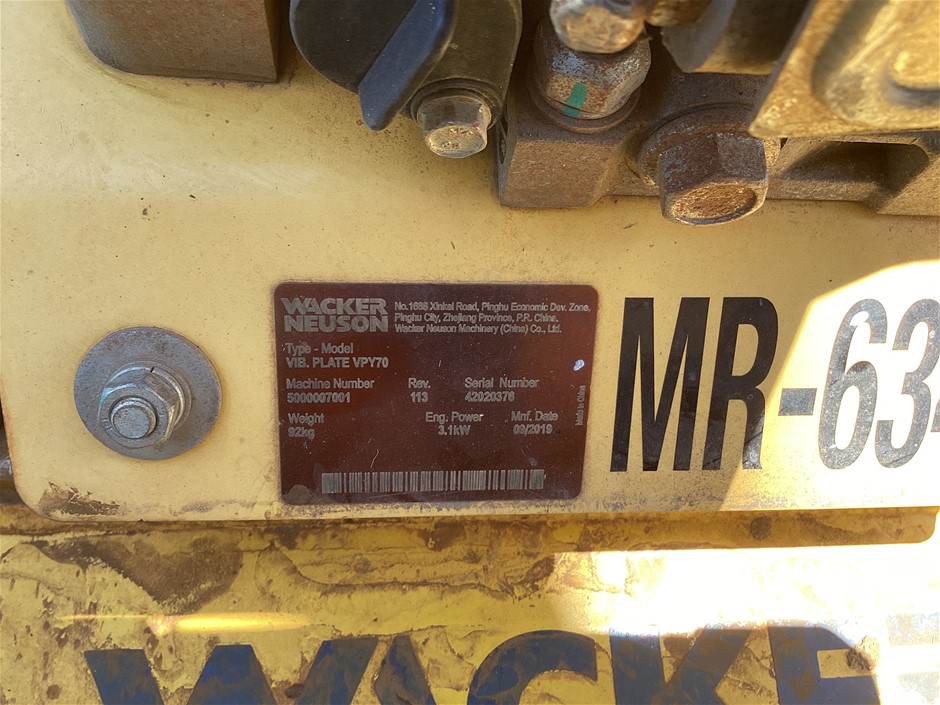 WACKER
NEUSON
No.1688 Xinkai Road, Pinghu Economic Dev. Zone,
Pinghu City, Zhejiang Province, P.R. China.
Wacker Neuson Machinery (China) Co., Ltd.
Type - Model
VIB. PLATE VPY70
Machine Number Rev. Serial Number
5000007001 113 42020376
Weight Eng. Power Mnf. Date
92kg 3.1kW 09/2019
Made in China
MR-634
WACKE